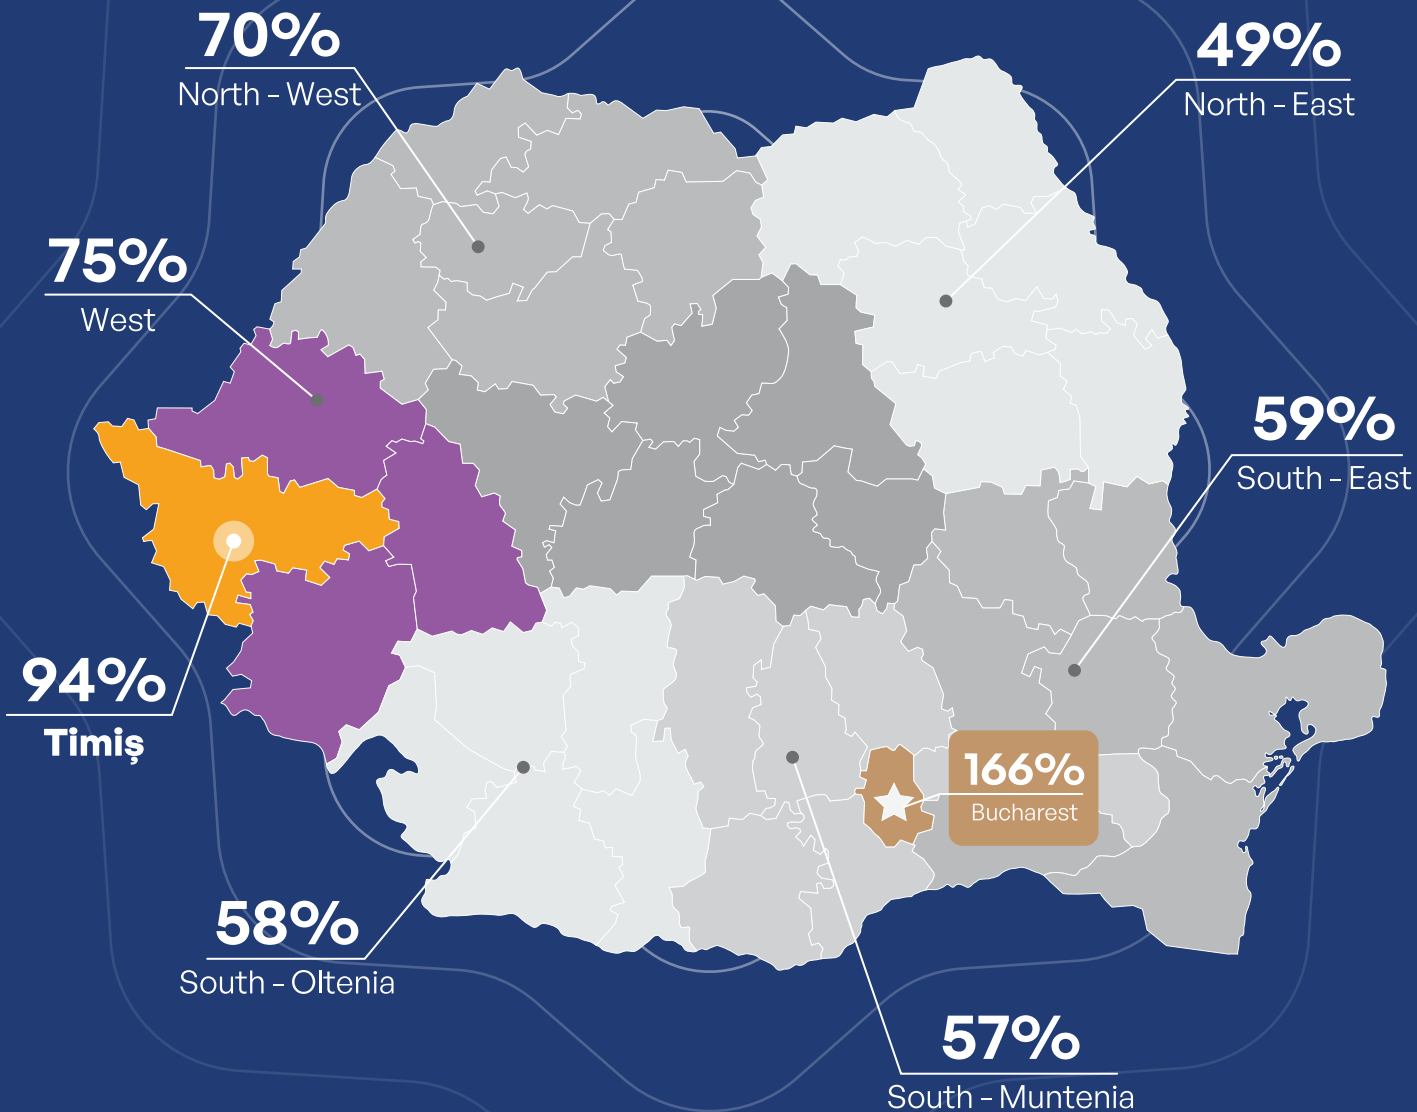 70%
North - West
49%
North - East
75%
West
59%
South - East
94%
Timiş
166%
Bucharest
58%
South - Oltenia
57%
South - Muntenia